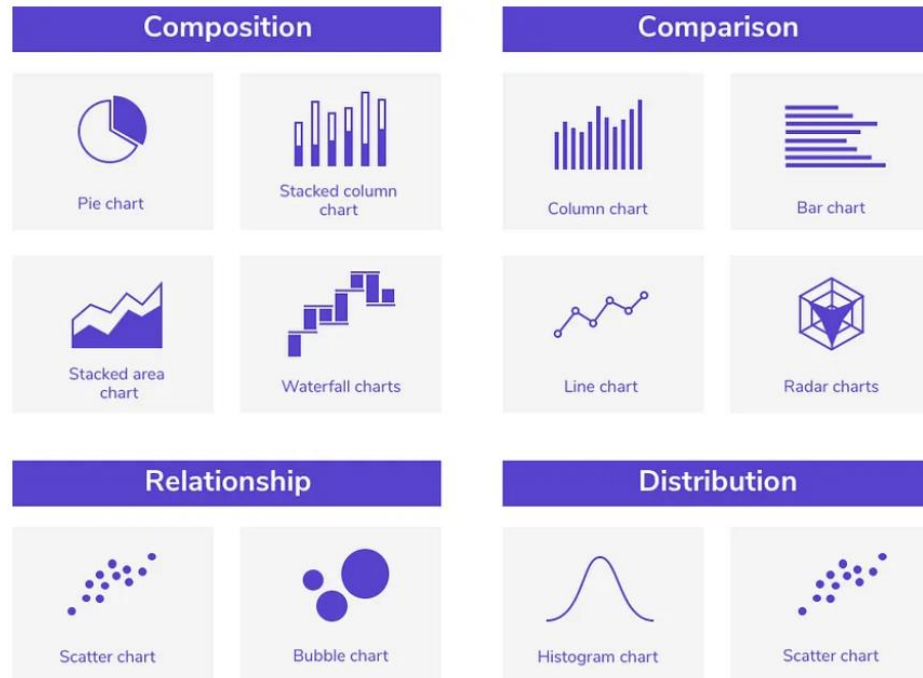 Composition
Comparison
Pie chart
Stacked column
chart
Column chart
Bar chart
Stacked area
chart
Waterfall charts
Line chart
Radar charts
Relationship
Distribution
Scatter chart
Bubble chart
Histogram chart
Scatter chart